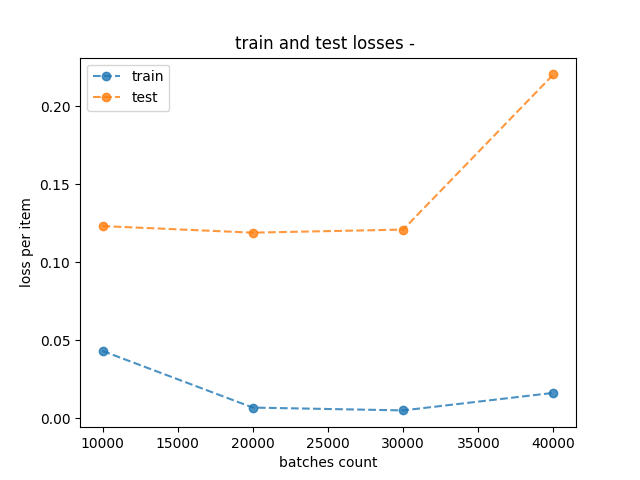 train and test losses -
train
test
0.20
0.15
0.10
0.05
0.00
loss per item
10000 15000 20000 25000 30000 35000 40000
batches count